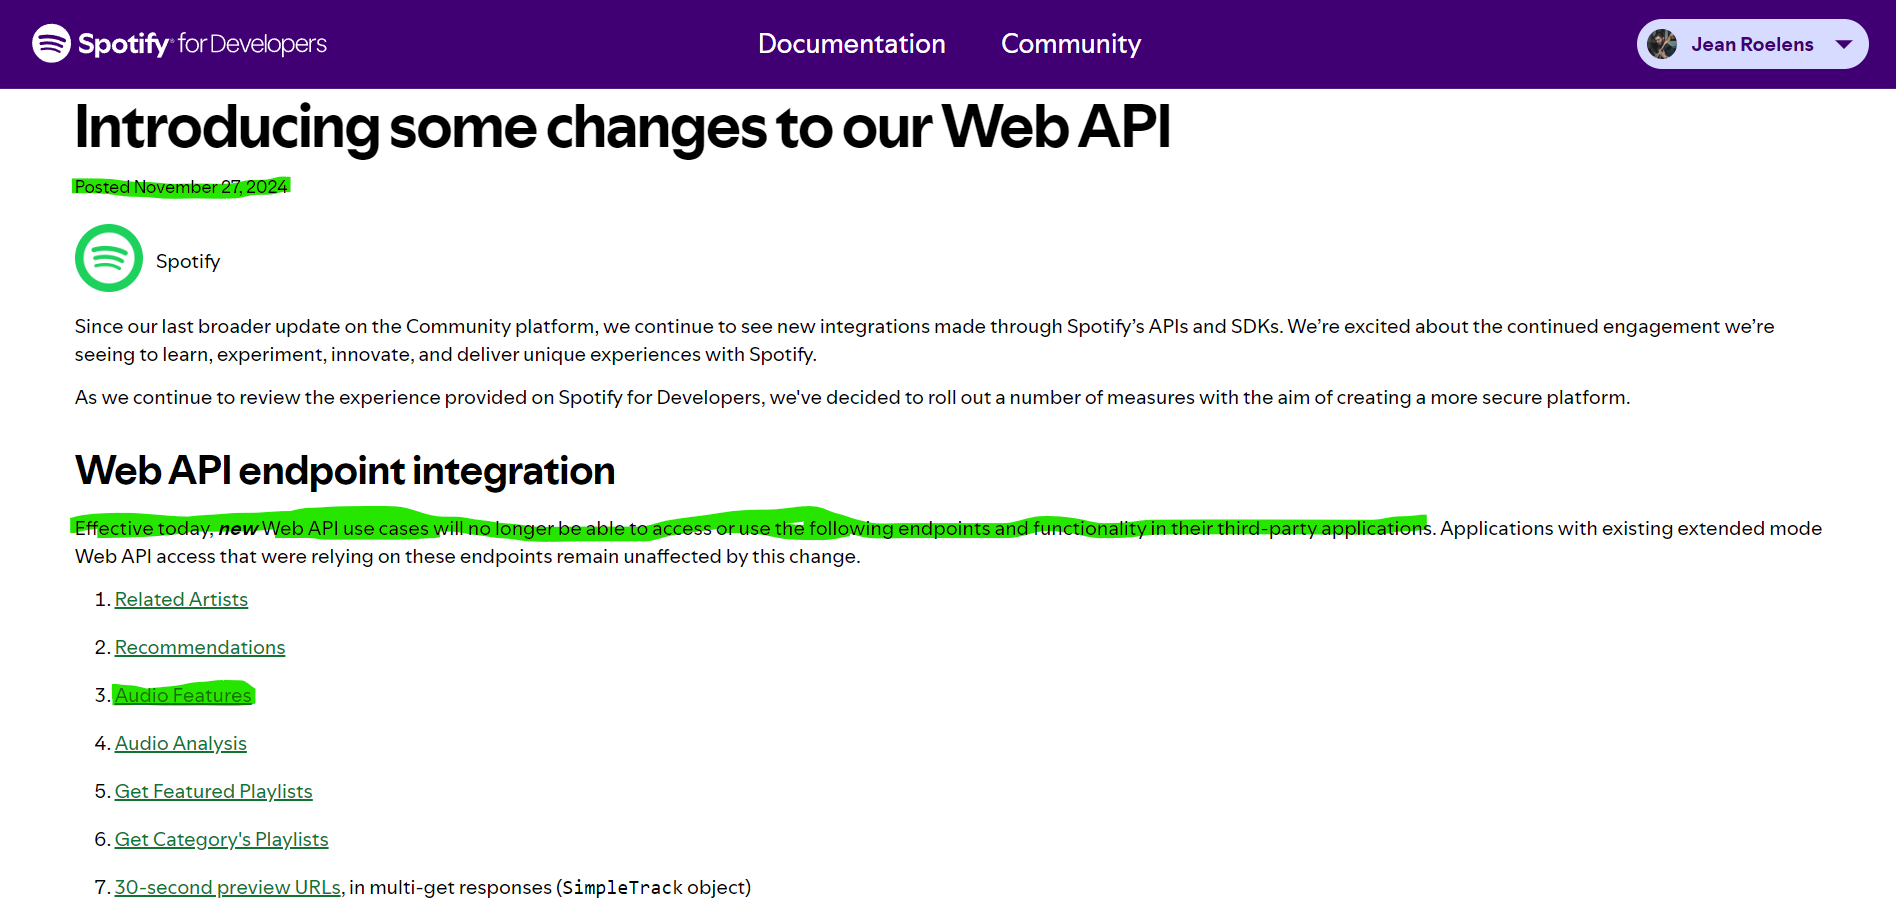 Spotify for Developers
Documentation
Community
Jean Roelens
Introducing some changes to our Web API
Posted November 27, 2024
Spotify
Since our last broader update on the Community platform, we continue to see new integrations made through Spotify’s APIs and SDKs. We’re excited about the continued engagement we’re
seeing to learn, experiment, innovate, and deliver unique experiences with Spotify.
As we continue to review the experience provided on Spotify for Developers, we've decided to roll out a number of measures with the aim of creating a more secure platform.
Web API endpoint integration
Effective today, new Web API use cases will no longer be able to access or use the following endpoints and functionality in their third-party applications. Applications with existing extended mode
Web API access that were relying on these endpoints remain unaffected by this change.
1. Related Artists
2. Recommendations
3. Audio Features
4. Audio Analysis
5. Get Featured Playlists
6. Get Category's Playlists
7. 30-second preview URLs, in multi-get responses (SimpleTrack object)